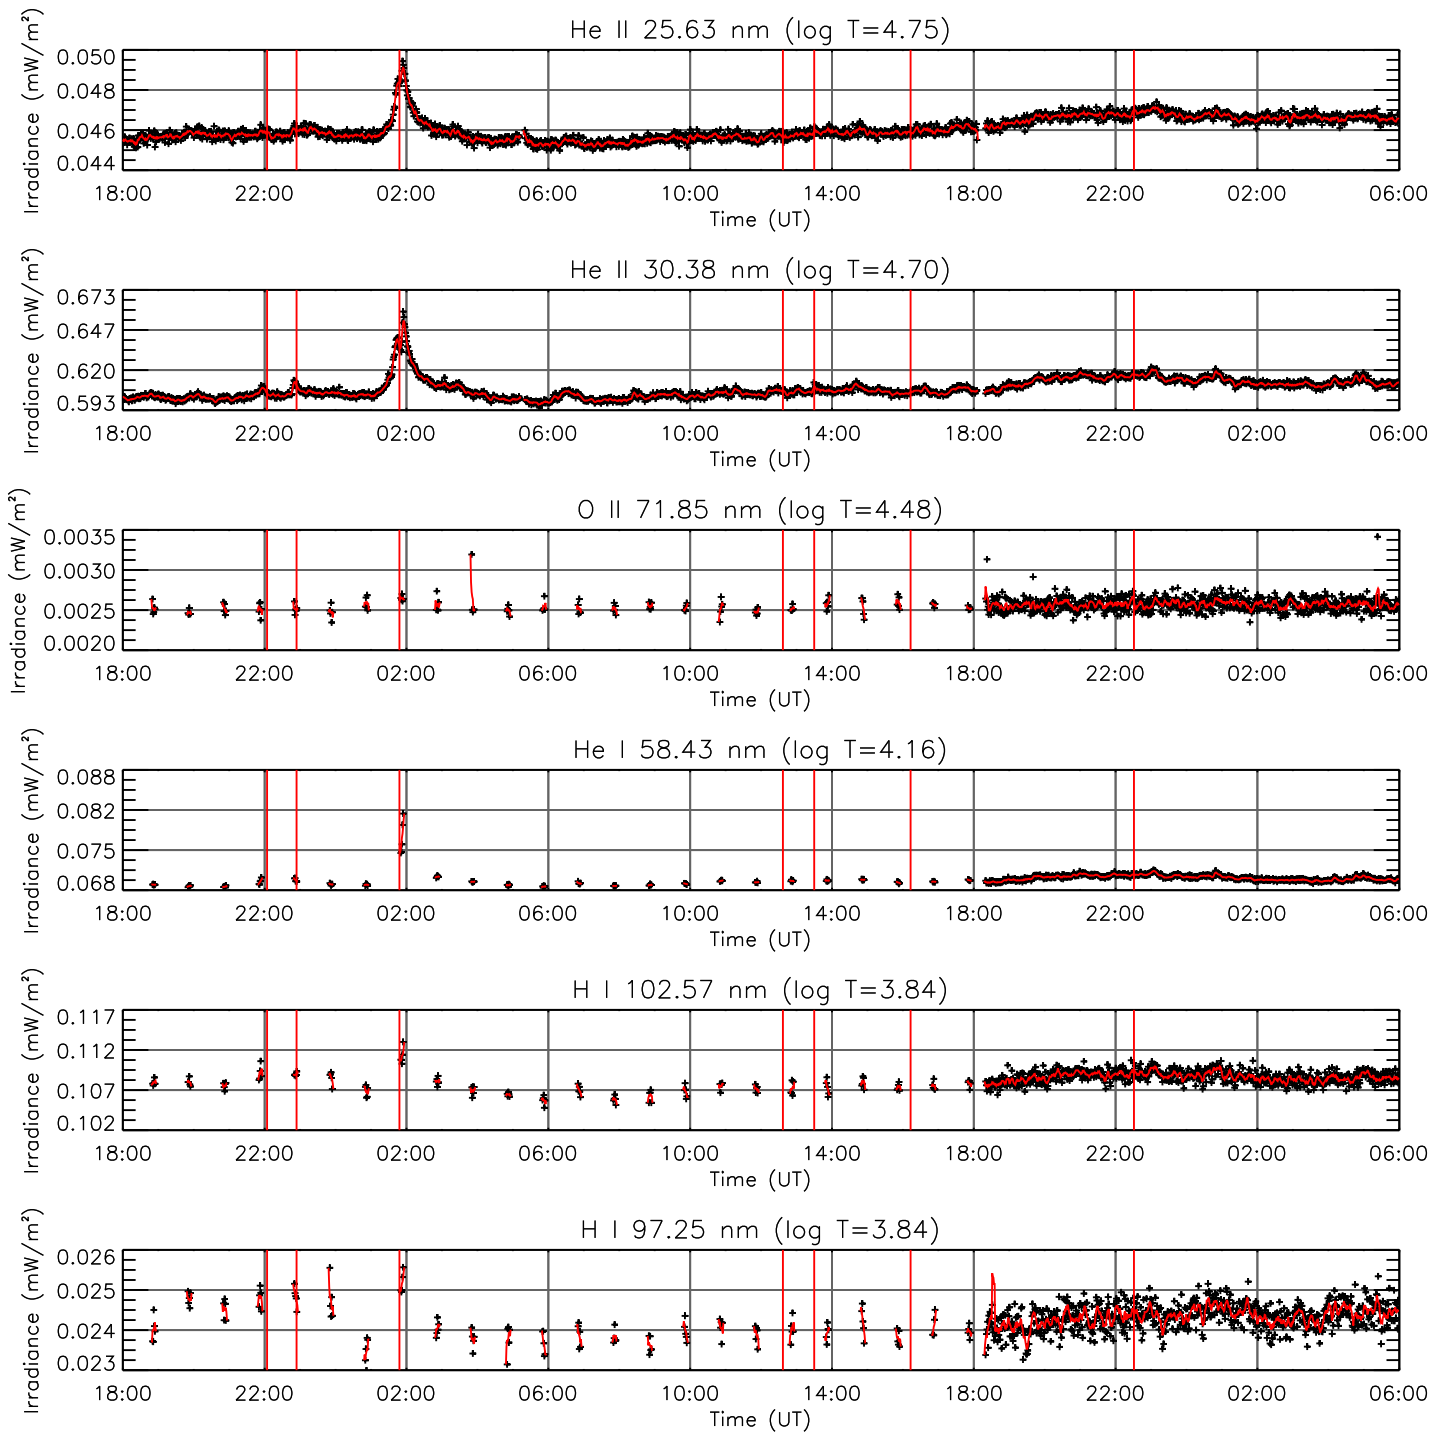 He II 25.63 nm (log T=4.75)
Irradiance (mW/m²)
0.050
0.048
0.046
0.044
18:00 22:00 02:00 06:00 10:00 14:00 18:00 22:00 02:00 06:00
Time (UT)
He II 30.38 nm (log T=4.70)
Irradiance (mW/m²)
0.673
0.647
0.620
0.593
18:00 22:00 02:00 06:00 10:00 14:00 18:00 22:00 02:00 06:00
Time (UT)
O II 71.85 nm (log T=4.48)
Irradiance (mW/m²)
0.0035
0.0030
0.0025
0.0020
18:00 22:00 02:00 06:00 10:00 14:00 18:00 22:00 02:00 06:00
Time (UT)
He I 58.43 nm (log T=4.16)
Irradiance (mW/m²)
0.088
0.082
0.075
0.068
18:00 22:00 02:00 06:00 10:00 14:00 18:00 22:00 02:00 06:00
Time (UT)
H I 102.57 nm (log T=3.84)
Irradiance (mW/m²)
0.117
0.112
0.107
0.102
18:00 22:00 02:00 06:00 10:00 14:00 18:00 22:00 02:00 06:00
Time (UT)
H I 97.25 nm (log T=3.84)
Irradiance (mW/m²)
0.026
0.025
0.024
0.023
18:00 22:00 02:00 06:00 10:00 14:00 18:00 22:00 02:00 06:00
Time (UT)